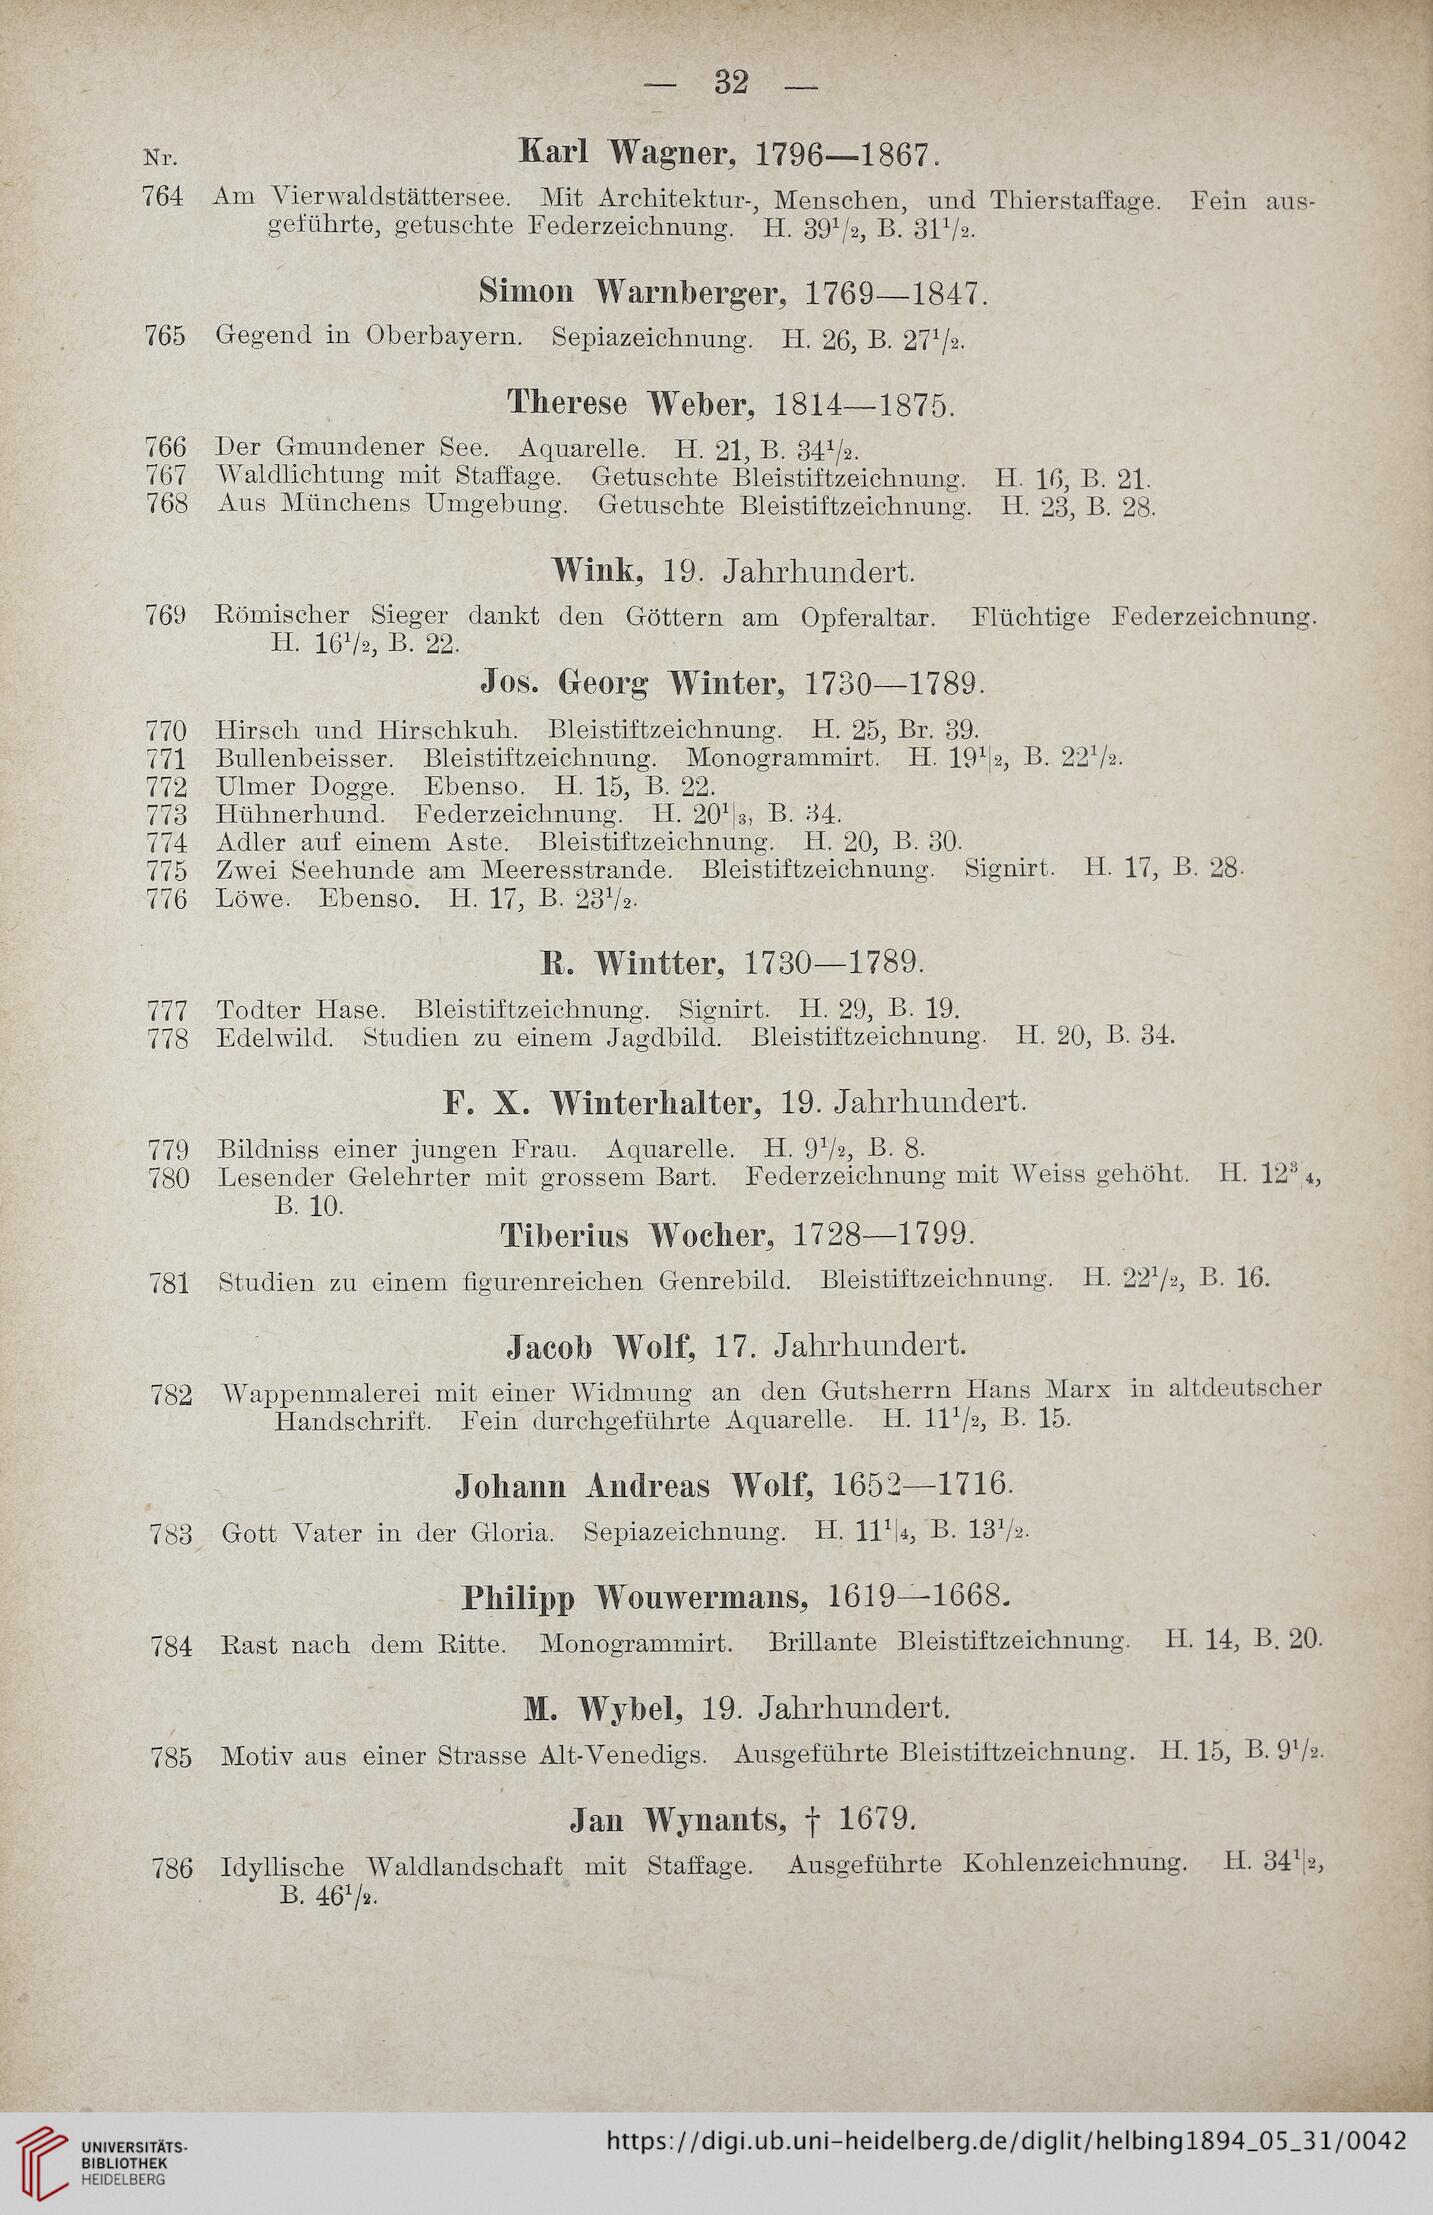 — 32 —
Nr. Karl Wagner, 1796—1867.
764 Am Vierwaldstättersee. Mit Architektur-, Menschen, und Thierstaffage. Fein aus-
geführte, getuschte Federzeichnung. H. 39¹/₂, B. 31¹/₂.
Simon Warnberger, 1769—1847.
765 Gegend in Oberbayern. Sepiazeichnung. H. 26, B. 27¹/₂.
Therese Weber, 1814—1875.
766 Der Gmundener See. Aquarelle. H. 21, B. 34¹/₂.
767 Waldlichtung mit Staffage. Getuschte Bleistiftzeichnung. H. 16, B. 21.
768 Aus Münchens Umgebung. Getuschte Bleistiftzeichnung. H. 23, B. 28.
Wink, 19. Jahrhundert.
769 Römischer Sieger dankt den Göttern am Opferaltar. Flüchtige Federzeichnung.
H. 16¹/₂, B. 22.
Jos. Georg Winter, 1730—1789.
770 Hirsch und Hirschkuh. Bleistiftzeichnung. H. 25, Br. 39.
771 Bullenbeisser. Bleistiftzeichnung. Monogrammirt. H. 19¹|₂, B. 22¹/₂.
772 Ulmer Dogge. Ebenso. H. 15, B. 22.
773 Hühnerhund. Federzeichnung. H. 20¹|₃, B. 34.
774 Adler auf einem Aste. Bleistiftzeichnung. H. 20, B. 30.
775 Zwei Seehunde am Meeresstrande. Bleistiftzeichnung. Signirt. H. 17, B. 28.
776 Löwe. Ebenso. H. 17, B. 23¹/₂.
R. Wintter, 1730—1789.
777 Todter Hase. Bleistiftzeichnung. Signirt. H. 29, B. 19.
778 Edelwild. Studien zu einem Jagdbild. Bleistiftzeichnung. H. 20, B. 34.
F. X. Winterhalter, 19. Jahrhundert.
779 Bildniss einer jungen Frau. Aquarelle. H. 9¹/₂, B. 8.
780 Lesender Gelehrter mit grossem Bart. Federzeichnung mit Weiss gehöht. H. 12³ ₄,
B. 10.
Tiberius Wocher, 1728—1799.
781 Studien zu einem figurenreichen Genrebild. Bleistiftzeichnung. H. 22¹/₂, B. 16.
Jacob Wolf, 17. Jahrhundert.
782 Wappenmalerei mit einer Widmung an den Gutsherrn Hans Marx in altdeutscher
Handschrift. Fein durchgeführte Aquarelle. H. 11¹/₂, B. 15.
Johann Andreas Wolf, 1652—1716.
783 Gott Vater in der Gloria. Sepiazeichnung. H. 11¹|₄, B. 13¹/₂.
Philipp Wouwermans, 1619—1668.
784 Rast nach dem Ritte. Monogrammirt. Brillante Bleistiftzeichnung. H. 14, B. 20.
M. Wybel, 19. Jahrhundert.
785 Motiv aus einer Strasse Alt-Venedigs. Ausgeführte Bleistiftzeichnung. H. 15, B. 9¹/₂.
Jan Wynants, † 1679.
786 Idyllische Waldlandschaft mit Staffage. Ausgeführte Kohlenzeichnung. H. 34¹|₂,
B. 46¹/₂.
UNIVERSITÄTS-
BIBLIOTHEK
HEIDELBERG
https://digi.ub.uni-heidelberg.de/diglit/helbing1894_05_31/0042